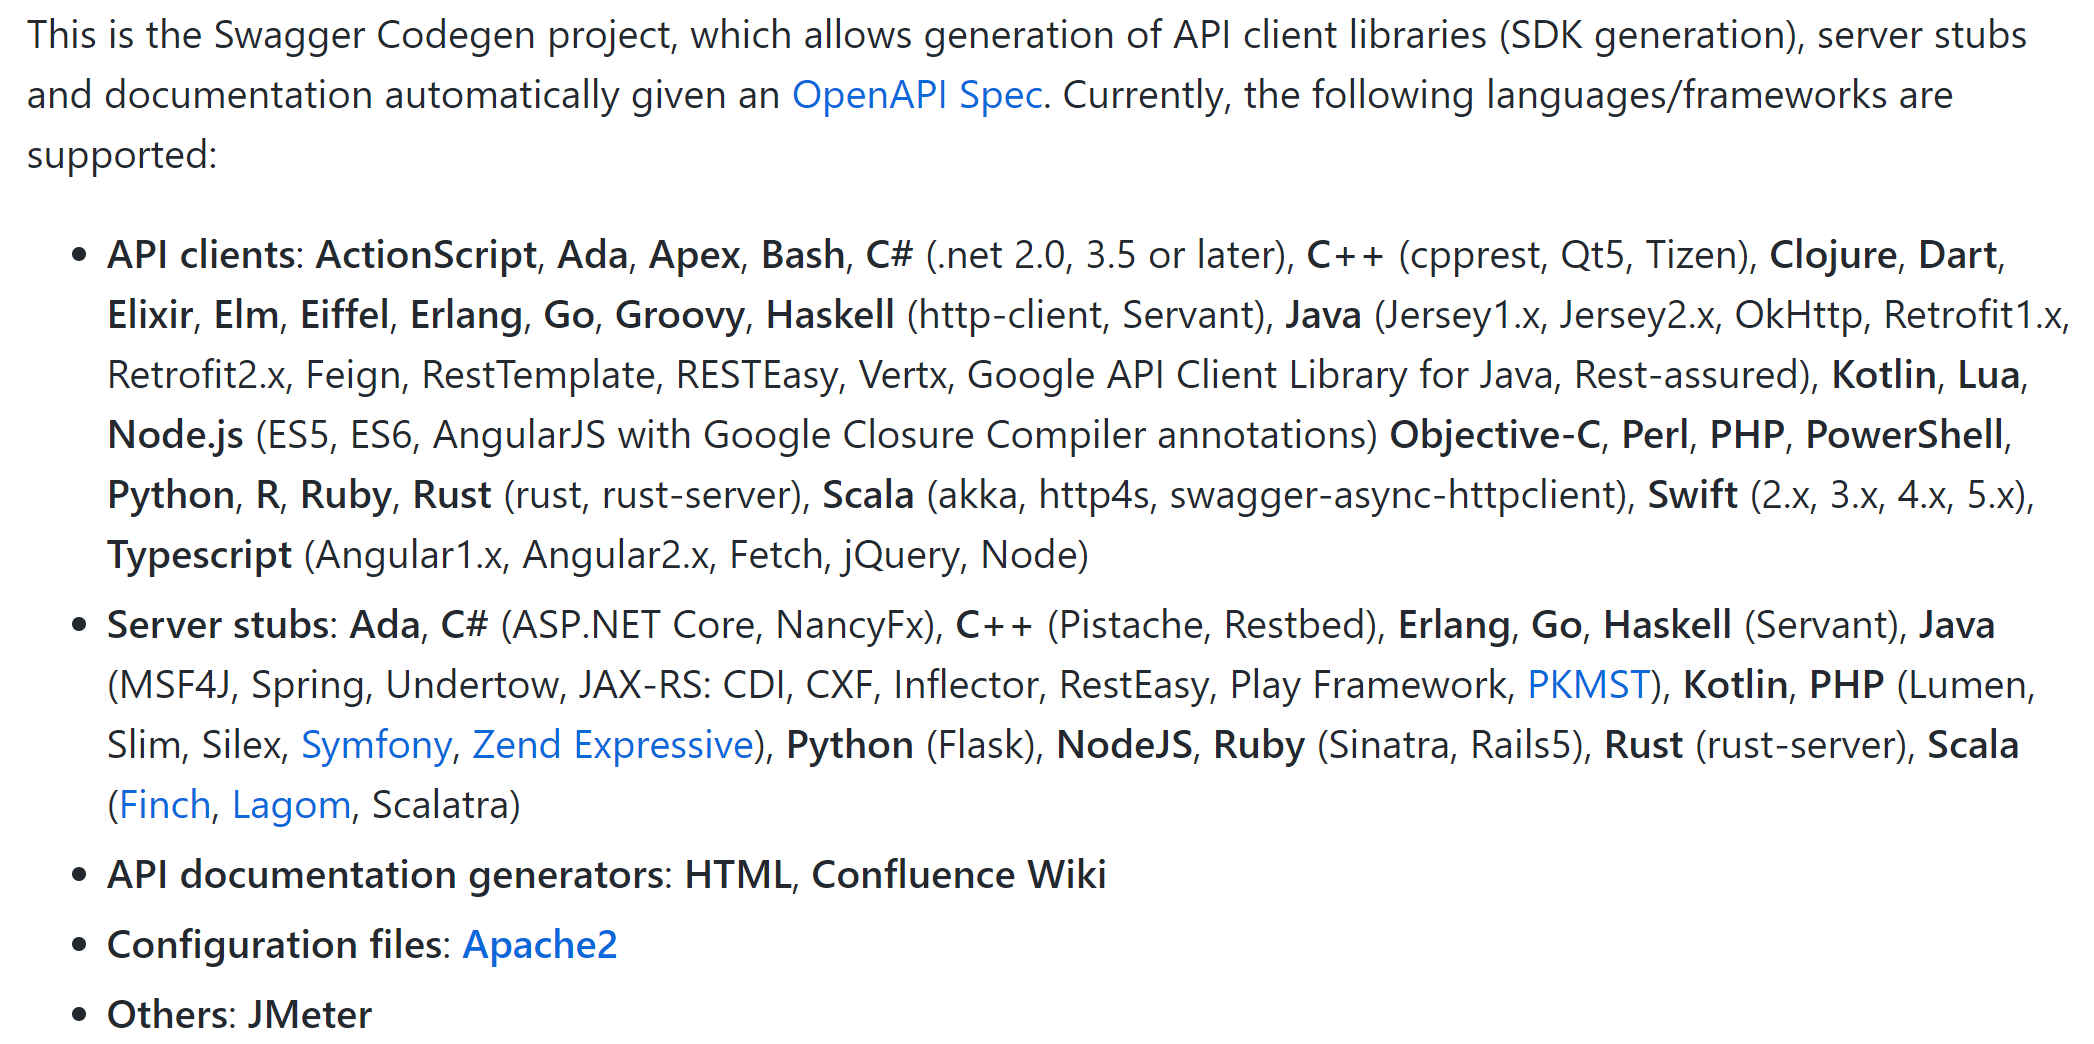 This is the Swagger Codegen project, which allows generation of API client libraries (SDK generation), server stubs
and documentation automatically given an OpenAPI Spec. Currently, the following languages/frameworks are
supported:
• API clients: ActionScript, Ada, Apex, Bash, C# (.net 2.0, 3.5 or later), C++ (cpprest, Qt5, Tizen), Clojure, Dart,
Elixir, Elm, Eiffel, Erlang, Go, Groovy, Haskell (http-client, Servant), Java (Jersey1.x, Jersey2.x, OkHttp, Retrofit1.x,
Retrofit2.x, Feign, RestTemplate, RESTEasy, Vertx, Google API Client Library for Java, Rest-assured), Kotlin, Lua,
Node.js (ES5, ES6, AngularJS with Google Closure Compiler annotations) Objective-C, Perl, PHP, PowerShell,
Python, R, Ruby, Rust (rust, rust-server), Scala (akka, http4s, swagger-async-httpclient), Swift (2.x, 3.x, 4.x, 5.x),
Typescript (Angular1.x, Angular2.x, Fetch, jQuery, Node)
• Server stubs: Ada, C# (ASP.NET Core, NancyFx), C++ (Pistache, Restbed), Erlang, Go, Haskell (Servant), Java
(MSF4J, Spring, Undertow, JAX-RS: CDI, CXF, Inflector, RestEasy, Play Framework, PKMST), Kotlin, PHP (Lumen,
Slim, Silex, Symfony, Zend Expressive), Python (Flask), NodeJS, Ruby (Sinatra, Rails5), Rust (rust-server), Scala
(Finch, Lagom, Scalatra)
• API documentation generators: HTML, Confluence Wiki
• Configuration files: Apache2
• Others: JMeter